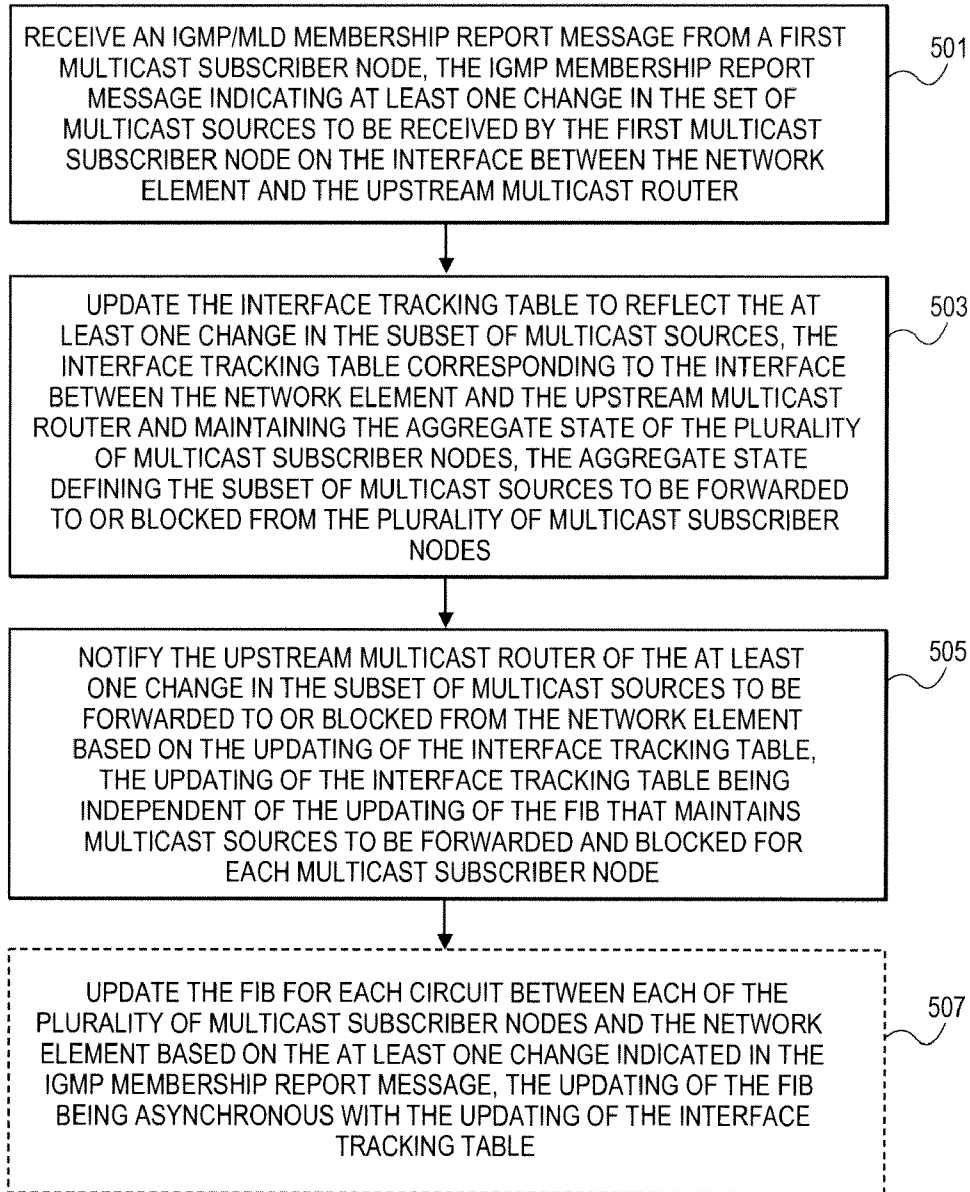 RECEIVE AN IGMP/MLD MEMBERSHIP REPORT MESSAGE FROM A FIRST
MULTICAST SUBSCRIBER NODE, THE IGMP MEMBERSHIP REPORT
MESSAGE INDICATING AT LEAST ONE CHANGE IN THE SET OF
MULTICAST SOURCES TO BE RECEIVED BY THE FIRST MULTICAST
SUBSCRIBER NODE ON THE INTERFACE BETWEEN THE NETWORK
ELEMENT AND THE UPSTREAM MULTICAST ROUTER
501
UPDATE THE INTERFACE TRACKING TABLE TO REFLECT THE AT
LEAST ONE CHANGE IN THE SUBSET OF MULTICAST SOURCES, THE
INTERFACE TRACKING TABLE CORRESPONDING TO THE INTERFACE
BETWEEN THE NETWORK ELEMENT AND THE UPSTREAM MULTICAST
ROUTER AND MAINTAINING THE AGGREGATE STATE OF THE PLURALITY
OF MULTICAST SUBSCRIBER NODES, THE AGGREGATE STATE
DEFINING THE SUBSET OF MULTICAST SOURCES TO BE FORWARDED
TO OR BLOCKED FROM THE PLURALITY OF MULTICAST SUBSCRIBER
NODES
503
NOTIFY THE UPSTREAM MULTICAST ROUTER OF THE AT LEAST
ONE CHANGE IN THE SUBSET OF MULTICAST SOURCES TO BE
FORWARDED TO OR BLOCKED FROM THE NETWORK ELEMENT
BASED ON THE UPDATING OF THE INTERFACE TRACKING TABLE,
THE UPDATING OF THE INTERFACE TRACKING TABLE BEING
INDEPENDENT OF THE UPDATING OF THE FIB THAT MAINTAINS
MULTICAST SOURCES TO BE FORWARDED AND BLOCKED FOR
EACH MULTICAST SUBSCRIBER NODE
505
UPDATE THE FIB FOR EACH CIRCUIT BETWEEN EACH OF THE
PLURALITY OF MULTICAST SUBSCRIBER NODES AND THE NETWORK
ELEMENT BASED ON THE AT LEAST ONE CHANGE INDICATED IN THE
IGMP MEMBERSHIP REPORT MESSAGE, THE UPDATING OF THE FIB
BEING ASYNCHRONOUS WITH THE UPDATING OF THE INTERFACE
TRACKING TABLE
507